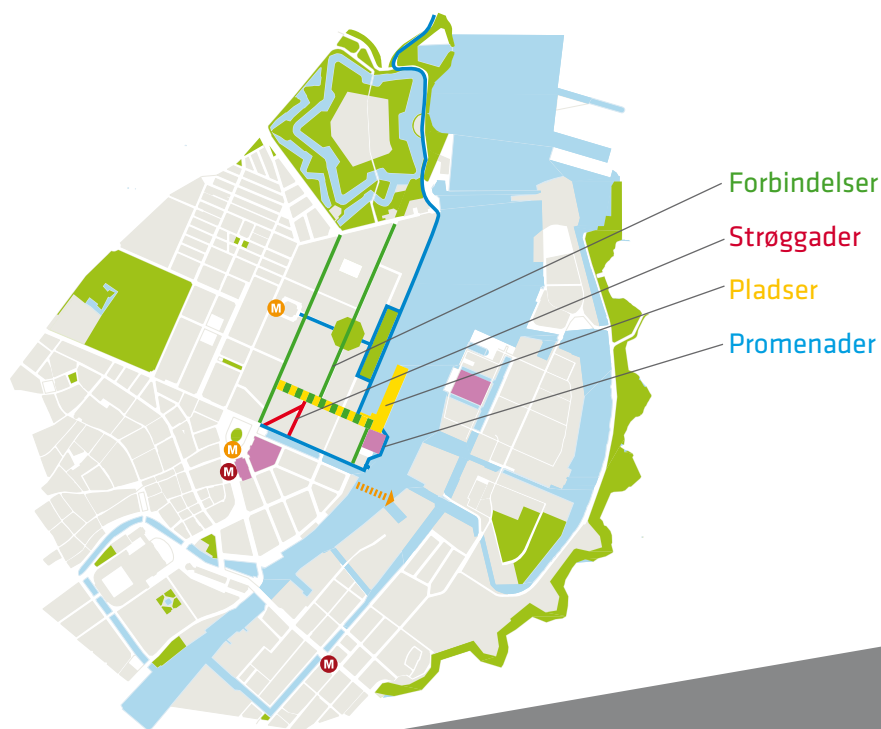 Forbindelser
Strøggader
Pladser
Promenader
M
M
M
M